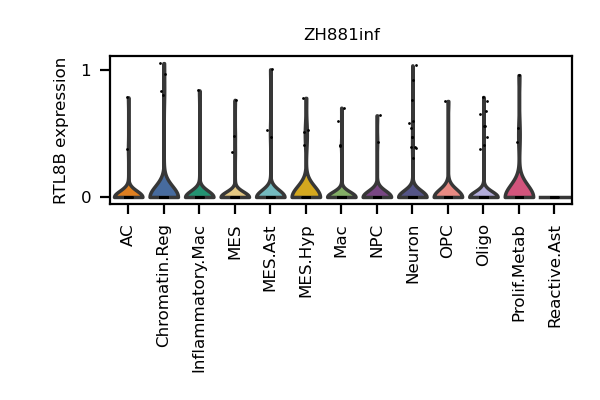 ZH881inf
RTL8B expression
1
0
AC
Chromatin.Reg
Inflammatory.Mac
MES
MES.Ast
MES.Hyp
Mac
NPC
Neuron
OPC
Oligo
Prolif.Metab
Reactive.Ast